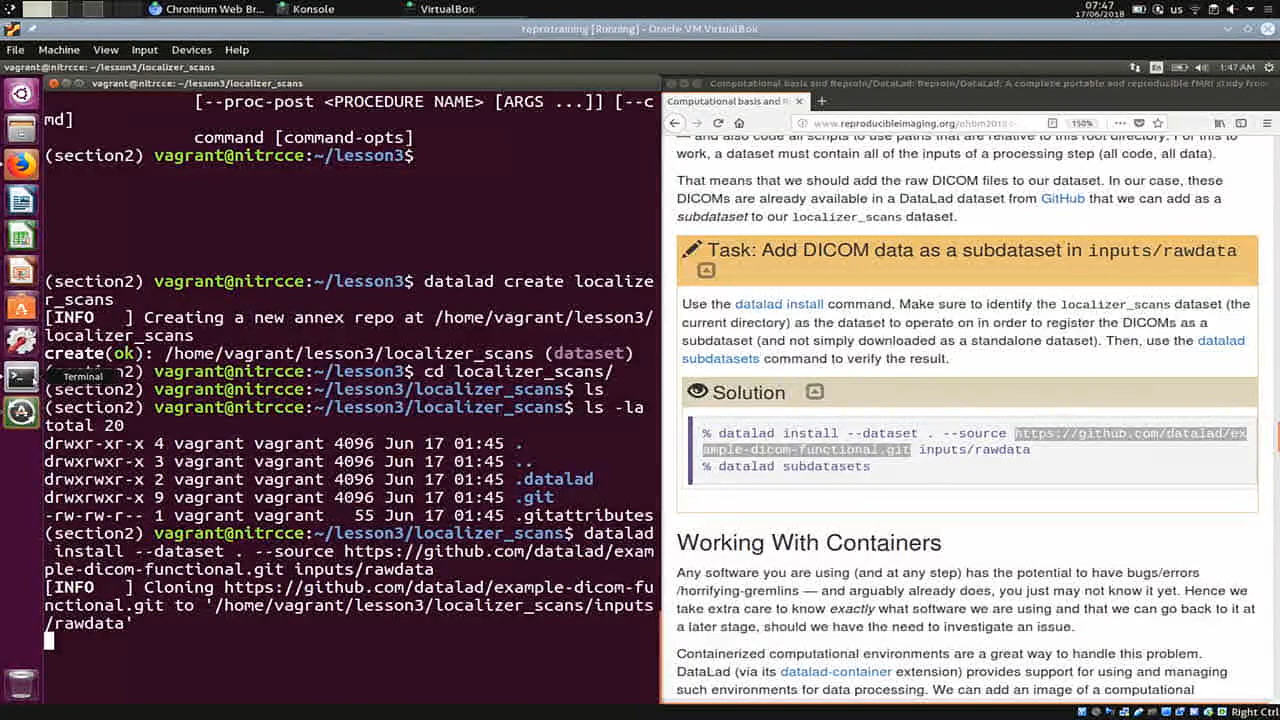 Chromium Web Br...
Konsole
VirtualBox
us
07:47
17/06/2018
reprotraining [Running] - Oracle VM VirtualBox
File Machine View Input Devices Help
vagrant@nitrcce: ~/lesson3/localizer_scans
En
1:47 AM
vagrant@nitrcce: ~/lesson3/localizer_scans
[--proc-post <PROCEDURE NAME> [ARGS ...]] [--c
md]
command [command-opts]
(section2) vagrant@nitrcce:~/lesson3$
(section2) vagrant@nitrcce:~/lesson3$ datalad create localize
r_scans
[INFO   ] Creating a new annex repo at /home/vagrant/lesson3/
localizer_scans
create(ok): /home/vagrant/lesson3/localizer_scans (dataset)
Terminal
n2) vagrant@nitrcce:~/lesson3$ cd localizer_scans/
(section2) vagrant@nitrcce:~/lesson3/localizer_scans$ ls
(section2) vagrant@nitrcce:~/lesson3/localizer_scans$ ls -la
total 20
drwxr-xr-x 4 vagrant vagrant 4096 Jun 17 01:45 .
drwxrwxr-x 3 vagrant vagrant 4096 Jun 17 01:45 ..
drwxrwxr-x 2 vagrant vagrant 4096 Jun 17 01:45 .datalad
drwxrwxr-x 9 vagrant vagrant 4096 Jun 17 01:45 .git
-rw-rw-r-- 1 vagrant vagrant   55 Jun 17 01:45 .gitattributes
(section2) vagrant@nitrcce:~/lesson3/localizer_scans$ datalad
install --dataset . --source https://github.com/datalad/exam
ple-dicom-functional.git inputs/rawdata
[INFO   ] Cloning https://github.com/datalad/example-dicom-fu
nctional.git to '/home/vagrant/lesson3/localizer_scans/inputs
/rawdata'
Computational basis and ReproIn/DataLad: ReproIn/DataLad: A complete portable and reproducible fMRI study From
Computational basis and R
www.reproducibleimaging.org/ohbm2018
150%
— and also code all scripts to use paths that are relative to this root directory. For this to
work, a dataset must contain all of the inputs of a processing step (all code, all data).
That means that we should add the raw DICOM files to our dataset. In our case, these
DICOMs are already available in a DataLad dataset from GitHub that we can add as a
subdataset to our localizer_scans dataset.
Task: Add DICOM data as a subdataset in inputs/rawdata
Use the datalad install command. Make sure to identify the localizer_scans dataset (the
current directory) as the dataset to operate on in order to register the DICOMs as a
subdataset (and not simply downloaded as a standalone dataset). Then, use the datalad
subdatasets command to verify the result.
Solution
% datalad install --dataset . --source https://github.com/datalad/ex
ample-dicom-functional.git inputs/rawdata
% datalad subdatasets
Working With Containers
Any software you are using (and at any step) has the potential to have bugs/errors
/horrifying-gremlins — and arguably already does, you just may not know it yet. Hence we
take extra care to know exactly what software we are using and that we can go back to it at
a later stage, should we have the need to investigate an issue.
Containerized computational environments are a great way to handle this problem.
DataLad (via its datalad-container extension) provides support for using and managing
such environments for data processing. We can add an image of a computational
Right Ctrl